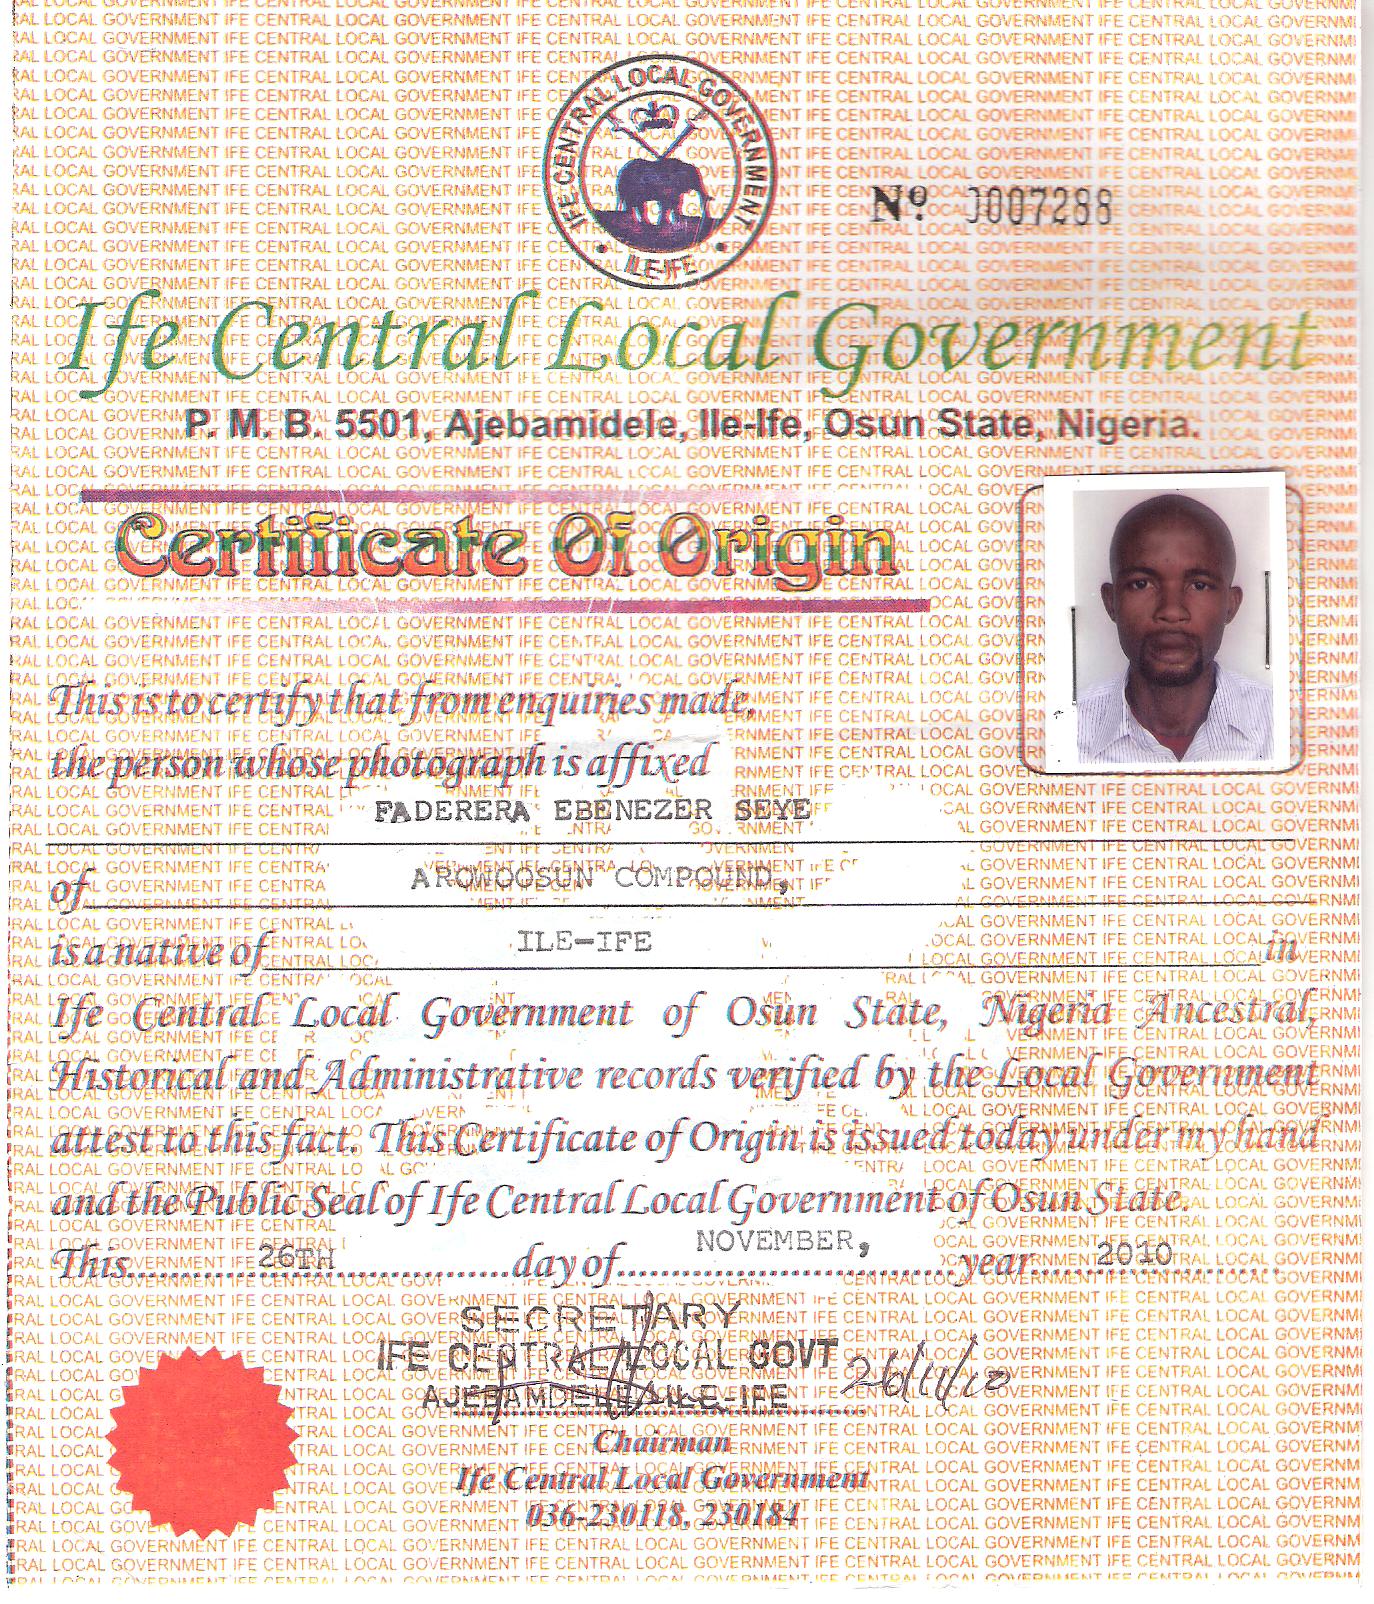 IFE CENTRAL LOCAL GOVERNMENT
ILE-IFE
Nº 0007288
Ife Central Local Government
P. M. B. 5501, Ajebamidele, Ile-Ife, Osun State, Nigeria.
Certificate Of Origin
This is to certify that from enquiries made,
the person whose photograph is affixed
FADERERA EBENEZER SEYE
of AROWOOSUN COMPOUND,
is a native of ILE-IFE in
Ife Central Local Government of Osun State, Nigeria Ancestral,
Historical and Administrative records verified by the Local Government
attest to this fact. This Certificate of Origin is issued today under my hand
and the Public Seal of Ife Central Local Government of Osun State.
This 26TH day of NOVEMBER, year 2010
SECRETARY
IFE CENTRAL LOCAL GOVT
AJEBAMDELE ILE-IFE
26/11/10
Chairman
Ife Central Local Government
036-230118, 230184